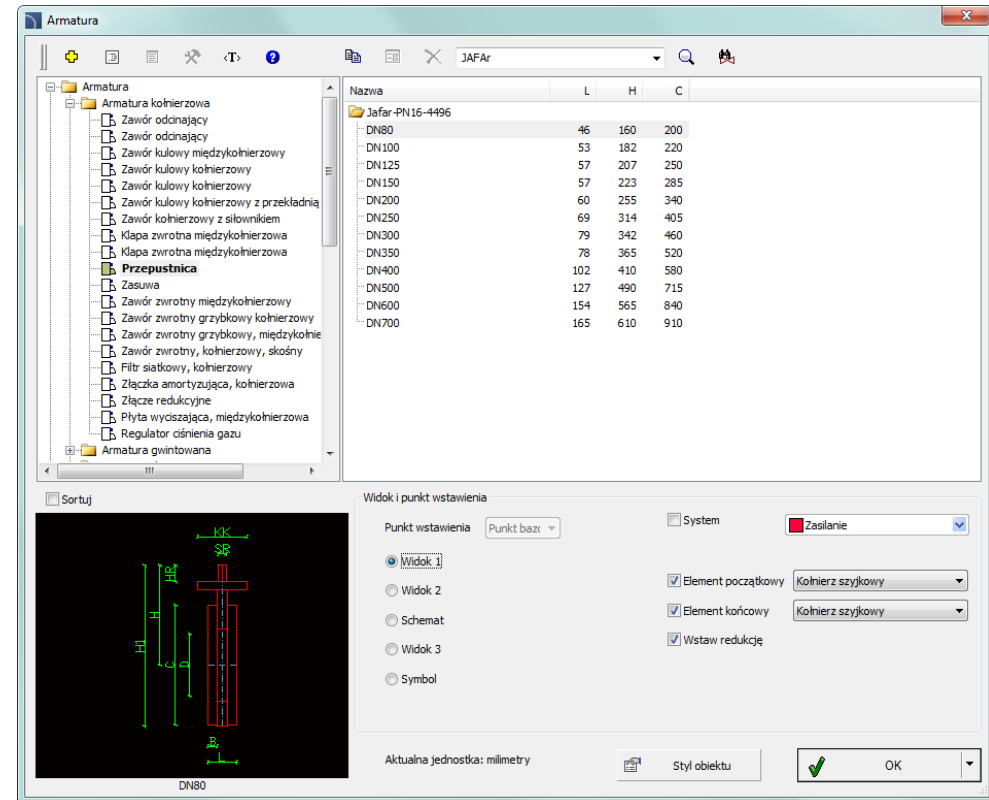 Armatura
<T>
JAFAr
Armatura
Armatura kołnierzowa
Zawór odcinający
Zawór odcinający
Zawór kulowy międzykołnierzowy
Zawór kulowy kołnierzowy
Zawór kulowy kołnierzowy
Zawór kulowy kołnierzowy z przekładnią
Zawór kołnierzowy z siłownikiem
Klapa zwrotna międzykołnierzowa
Klapa zwrotna międzykołnierzowa
Przepustnica
Zasuwa
Zawór zwrotny międzykołnierzowy
Zawór zwrotny grzybkowy kołnierzowy
Zawór zwrotny grzybkowy, międzykołnie
Zawór zwrotny, kołnierzowy, skośny
Filtr siatkowy, kołnierzowy
Złączka amortyzująca, kołnierzowa
Złącze redukcyjne
Płyta wyciszająca, międzykołnierzowa
Regulator ciśnienia gazu
Armatura gwintowana
Nazwa L H C
Jafar-PN16-4496
DN80 46 160 200
DN100 53 182 220
DN125 57 207 250
DN150 57 223 285
DN200 60 255 340
DN250 69 314 405
DN300 79 342 460
DN350 78 365 520
DN400 102 410 580
DN500 127 490 715
DN600 154 565 840
DN700 165 610 910
Sortuj
KK
SR
HR
H
H1
C
D
B
L
DN80
Widok i punkt wstawienia
Punkt wstawienia Punkt bazo
Widok 1
Widok 2
Schemat
Widok 3
Symbol
System Zasilanie
Element początkowy Kołnierz szyjkowy
Element końcowy Kołnierz szyjkowy
Wstaw redukcję
Aktualna jednostka: milimetry
Styl obiektu
OK